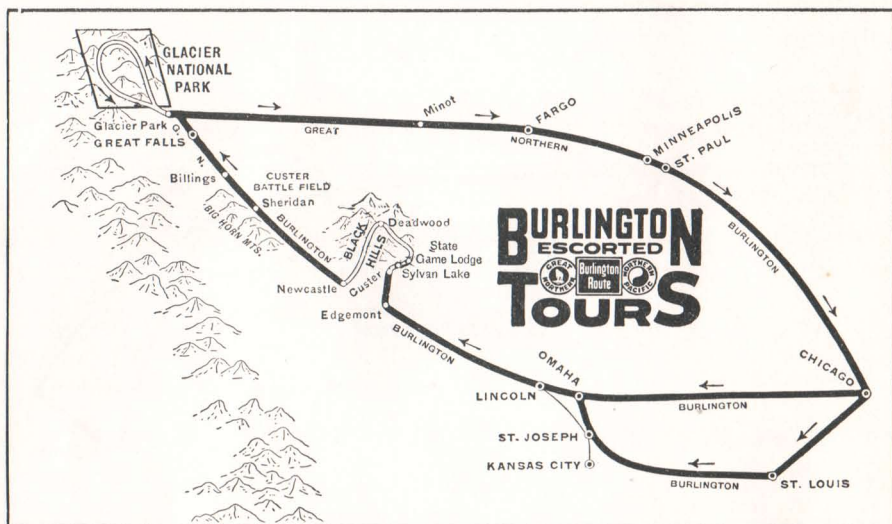 GLACIER
NATIONAL
PARK
Glacier Park
GREAT FALLS
G.
N.
Billings
CUSTER
BATTLE FIELD
Sheridan
BIG HORN MTS.
BURLINGTON
Newcastle
BLACK
HILLS
Deadwood
State
Game Lodge
Sylvan Lake
Custer
Edgemont
BURLINGTON
GREAT
Minot
FARGO
NORTHERN
MINNEAPOLIS
ST. PAUL
BURLINGTON
BURLINGTON
ESCORTED
GREAT
NORTHERN
Burlington
Route
NORTHERN
PACIFIC
TOURS
CHICAGO
OMAHA
LINCOLN
BURLINGTON
ST. JOSEPH
KANSAS CITY
BURLINGTON
ST. LOUIS